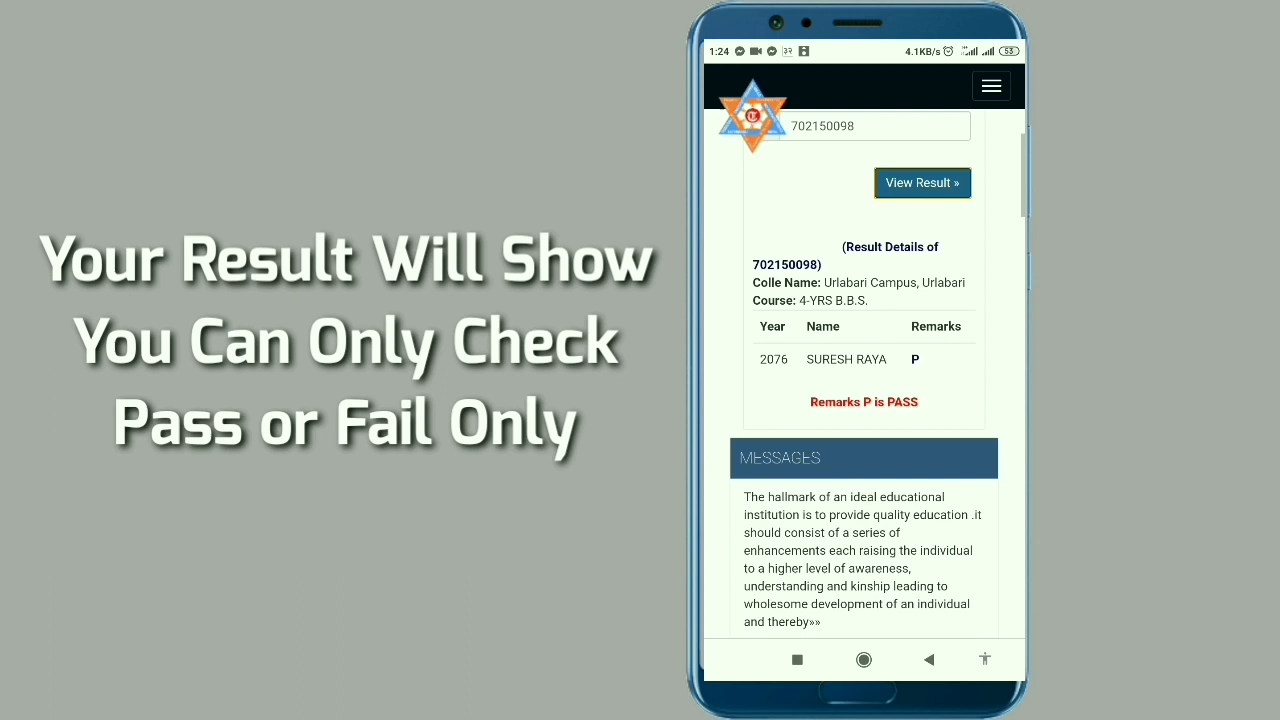 Your Result Will Show
You Can Only Check
Pass or Fail Only
1:24
३२
4.1KB/s
53
702150098
View Result »
(Result Details of
702150098)
Colle Name: Urlabari Campus, Urlabari
Course: 4-YRS B.B.S.
Year Name Remarks
2076 SURESH RAYA P
Remarks P is PASS
MESSAGES
The hallmark of an ideal educational
institution is to provide quality education .it
should consist of a series of
enhancements each raising the individual
to a higher level of awareness,
understanding and kinship leading to
wholesome development of an individual
and thereby»»